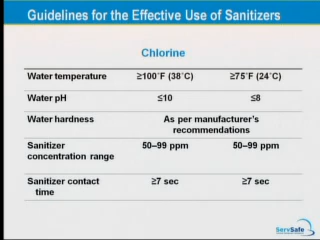 Guidelines for the Effective Use of Sanitizers
Chlorine
Water temperature ≥100˚F (38˚C) ≥75˚F (24˚C)
Water pH ≤10 ≤8
Water hardness As per manufacturer's
recommendations
Sanitizer
concentration range 50–99 ppm 50–99 ppm
Sanitizer contact
time ≥7 sec ≥7 sec
ServSafe